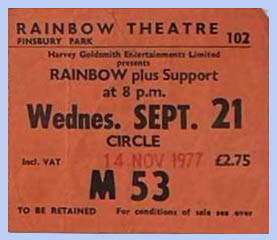 RAINBOW THEATRE
FINSBURY PARK 102
Harvey Goldsmith Entertainments Limited
presents
RAINBOW plus Support
at 8 p.m.
Wednes. SEPT. 21
CIRCLE
Incl. VAT 14 NOV 1977 £2.75
M 53
TO BE RETAINED For conditions of sale see over